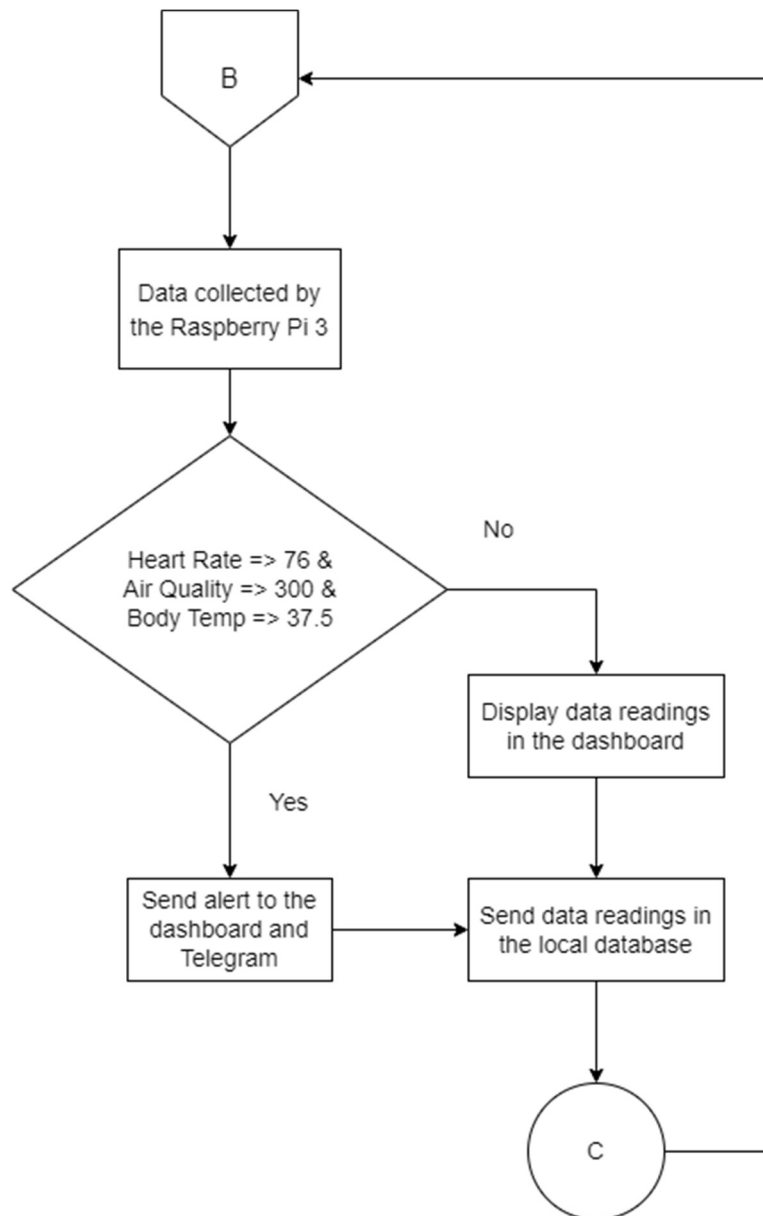 B
Data collected by
the Raspberry Pi 3
Heart Rate => 76 &
Air Quality => 300 &
Body Temp => 37.5
No
Display data readings
in the dashboard
Yes
Send alert to the
dashboard and
Telegram
Send data readings in
the local database
C